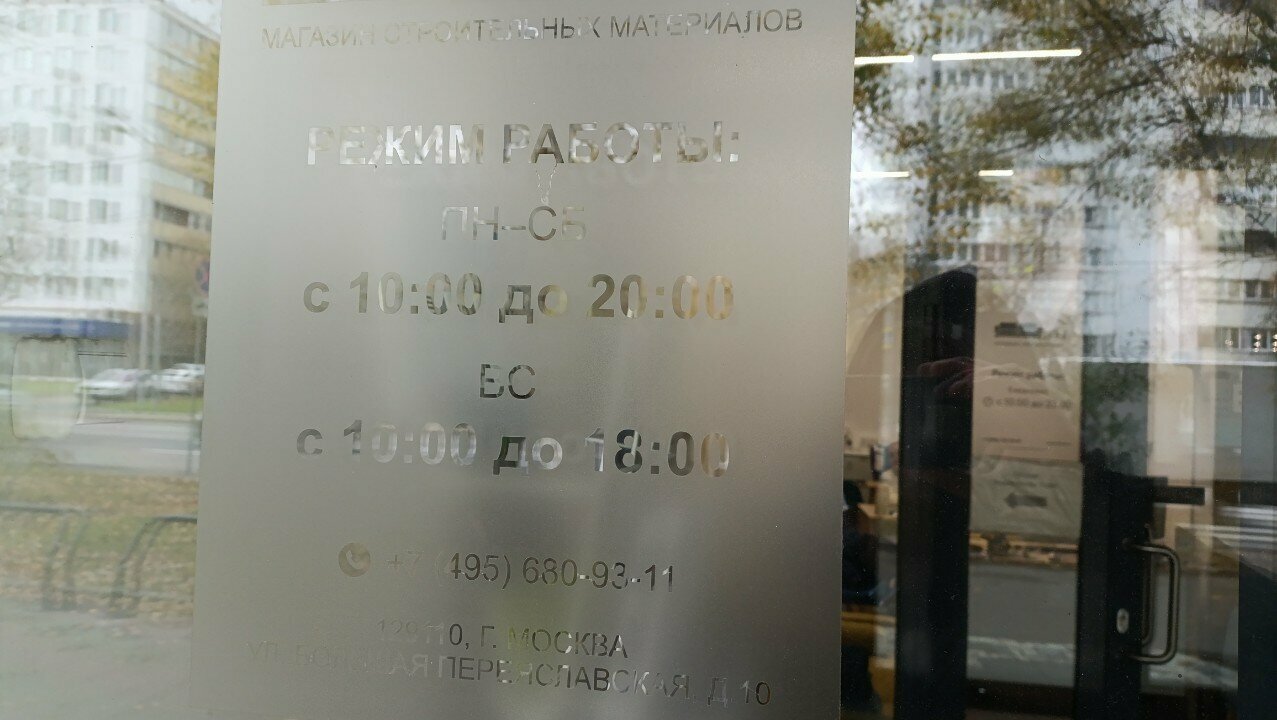 МАГАЗИН СТРОИТЕЛЬНЫХ МАТЕРИАЛОВ
РЕЖИМ РАБОТЫ:
ПН–СБ
с 10:00 до 20:00
ВС
с 10:00 до 18:00
+7 (495) 680-93-11
129110, Г. МОСКВА
УЛ. БОЛЬШАЯ ПЕРЕЯСЛАВСКАЯ, Д.10